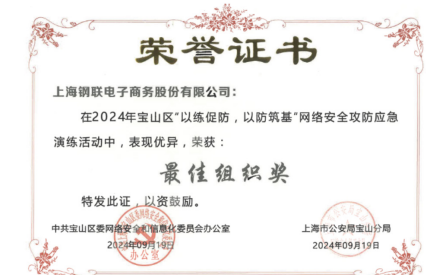 荣誉证书
上海钢联电子商务股份有限公司：
在2024年宝山区“以练促防，以防筑基”网络安全攻防应急
演练活动中，表现优异，荣获：
最佳组织奖
特发此证，以资鼓励。
中共宝山区委网络安全和信息化委员会办公室
上海市公安局宝山分局
2024年09月19日
2024年09月19日
办公室